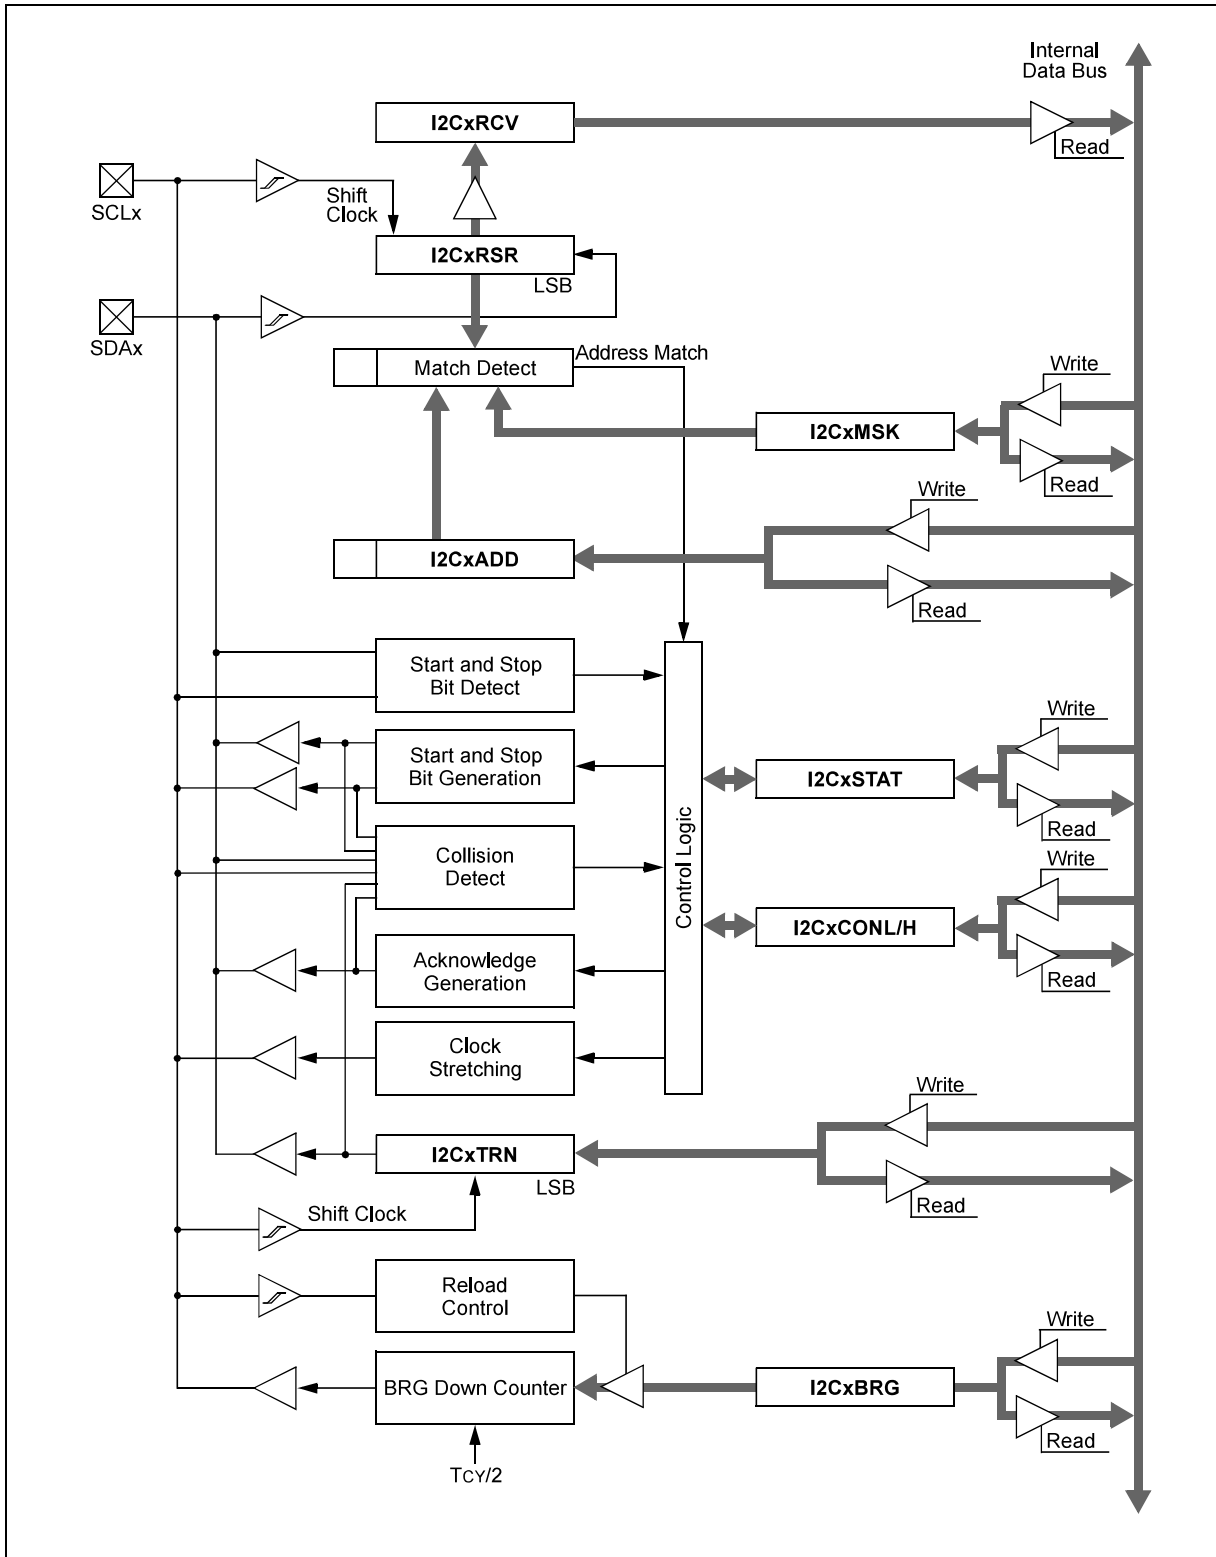 Internal
Data Bus
I2CxRCV
Read
SCLx
Shift
Clock
I2CxRSR
LSB
SDAx
Match Detect
Address Match
Write
I2CxMSK
Read
Write
I2CxADD
Read
Start and Stop
Bit Detect
Start and Stop
Bit Generation
Write
I2CxSTAT
Read
Collision
Detect
Control Logic
Write
I2CxCONL/H
Read
Acknowledge
Generation
Clock
Stretching
Write
I2CxTRN
LSB
Read
Shift Clock
Reload
Control
Write
BRG Down Counter
I2CxBRG
Read
TCY/2